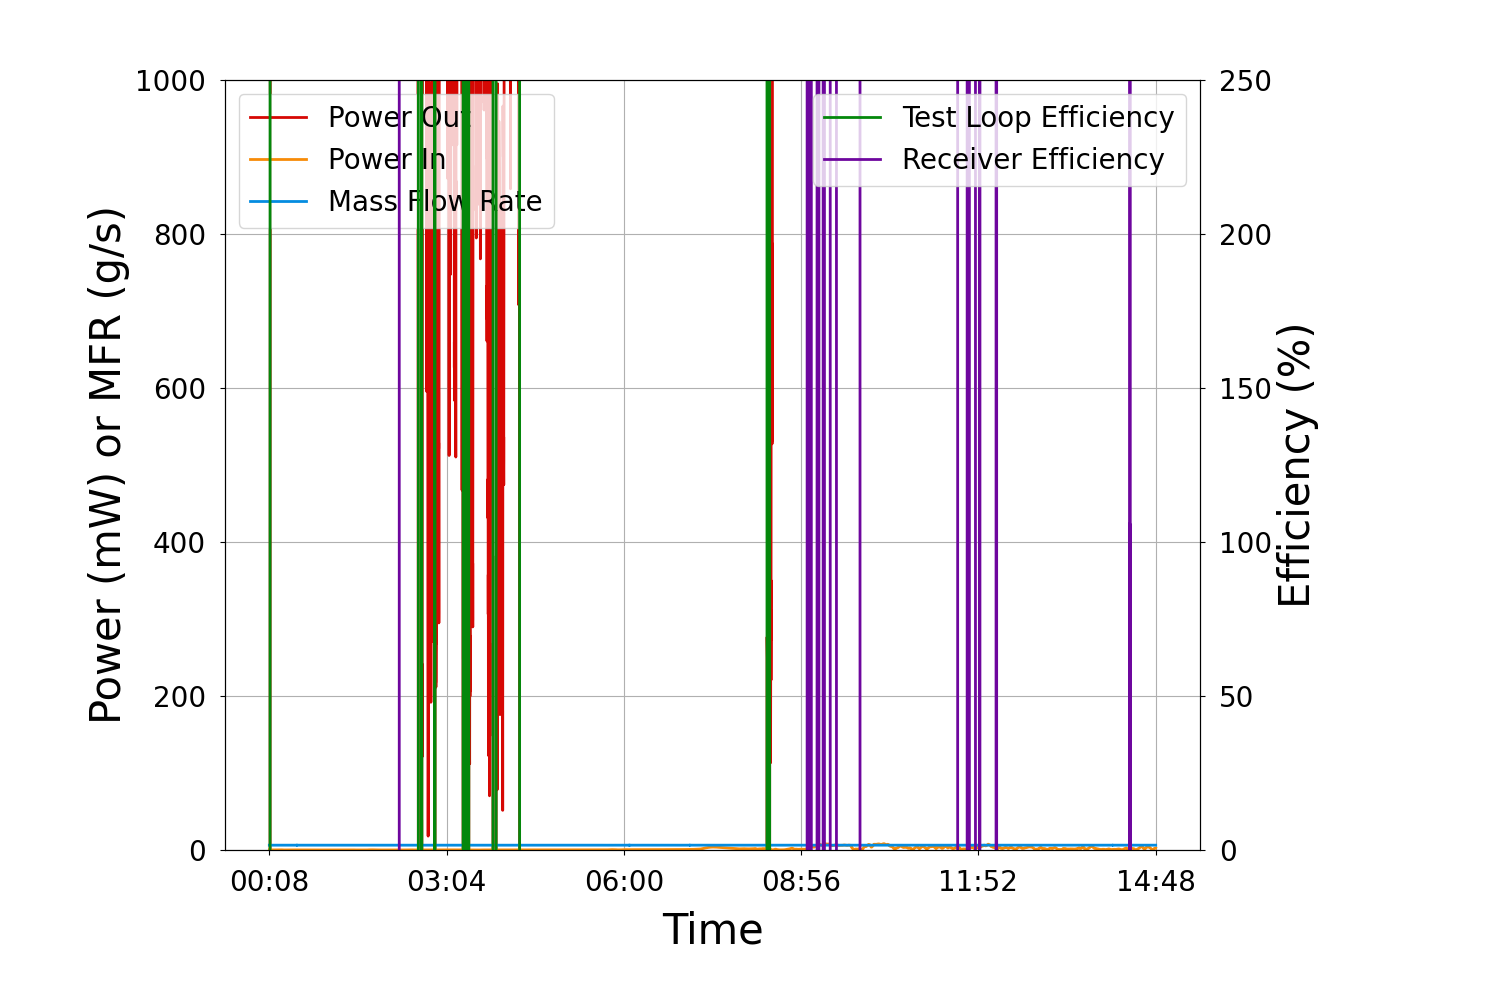 1000
800
600
400
200
0
Power (mW) or MFR (g/s)
Power Out
Power In
Mass Flow Rate
Test Loop Efficiency
Receiver Efficiency
250
200
150
100
50
0
Efficiency (%)
00:08 03:04 06:00 08:56 11:52 14:48
Time